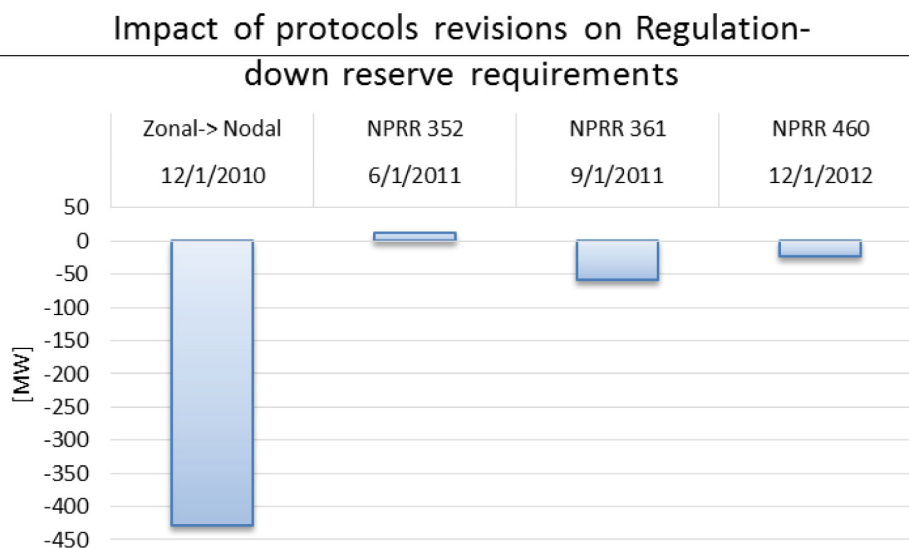 Impact of protocols revisions on Regulation-
down reserve requirements
Zonal-> Nodal NPRR 352 NPRR 361 NPRR 460
12/1/2010 6/1/2011 9/1/2011 12/1/2012
50
0
-50
-100
-150
-200
-250
-300
-350
-400
-450
[MW]